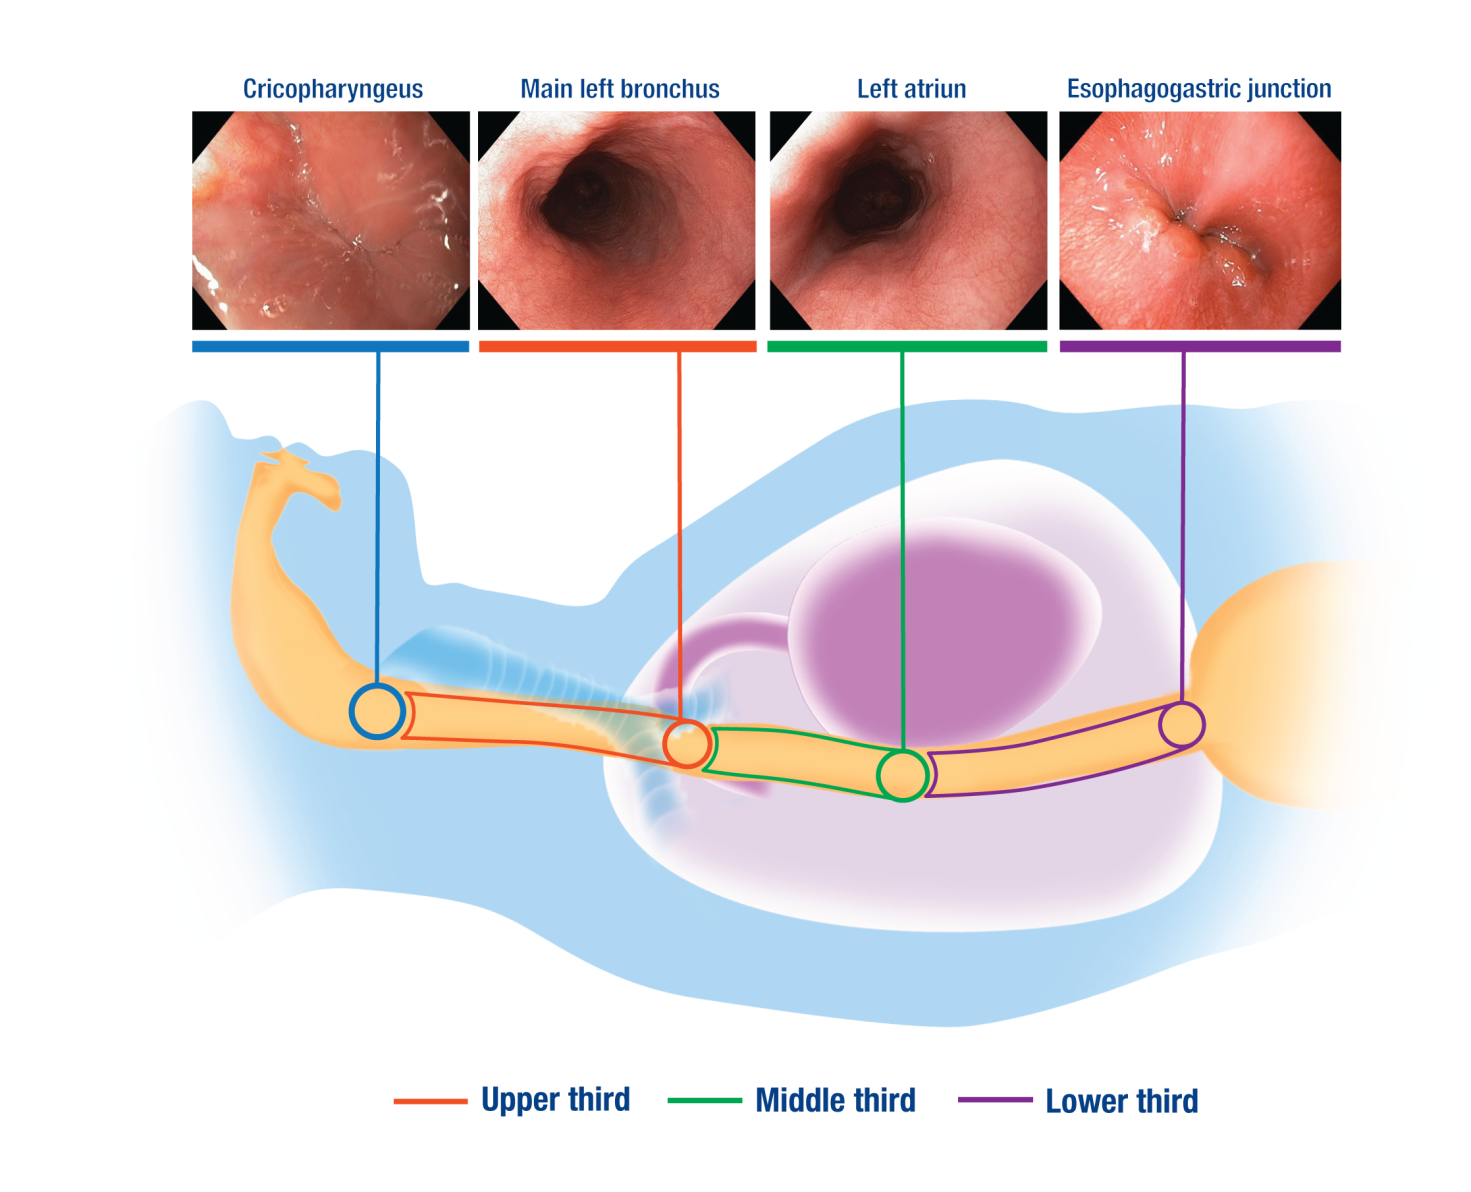 Cricopharyngeus
Main left bronchus
Left atriun
Esophagogastric junction
Upper third
Middle third
Lower third